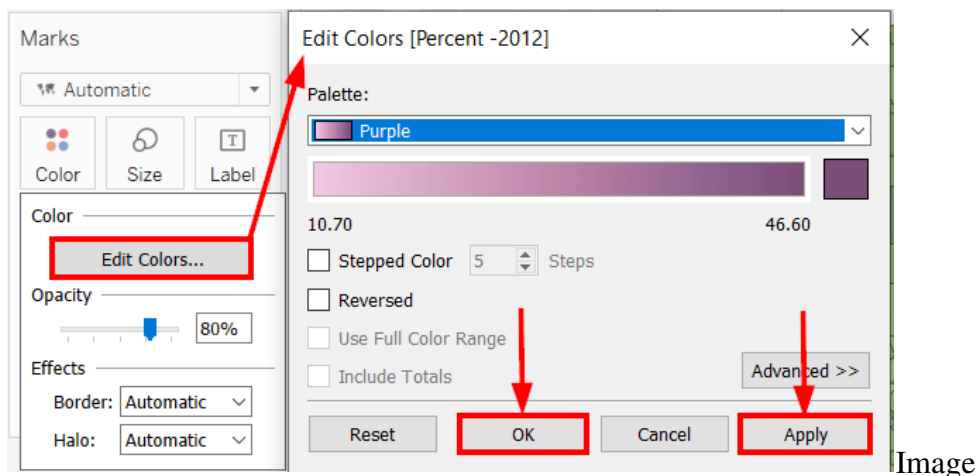 Marks
Automatic
Color Size Label
Color
Edit Colors...
Opacity
80%
Effects
Border: Automatic
Halo: Automatic
Edit Colors [Percent -2012]
Palette:
Purple
10.70 46.60
Stepped Color 5 Steps
Reversed
Use Full Color Range
Include Totals
Advanced >>
Reset OK Cancel Apply
Image